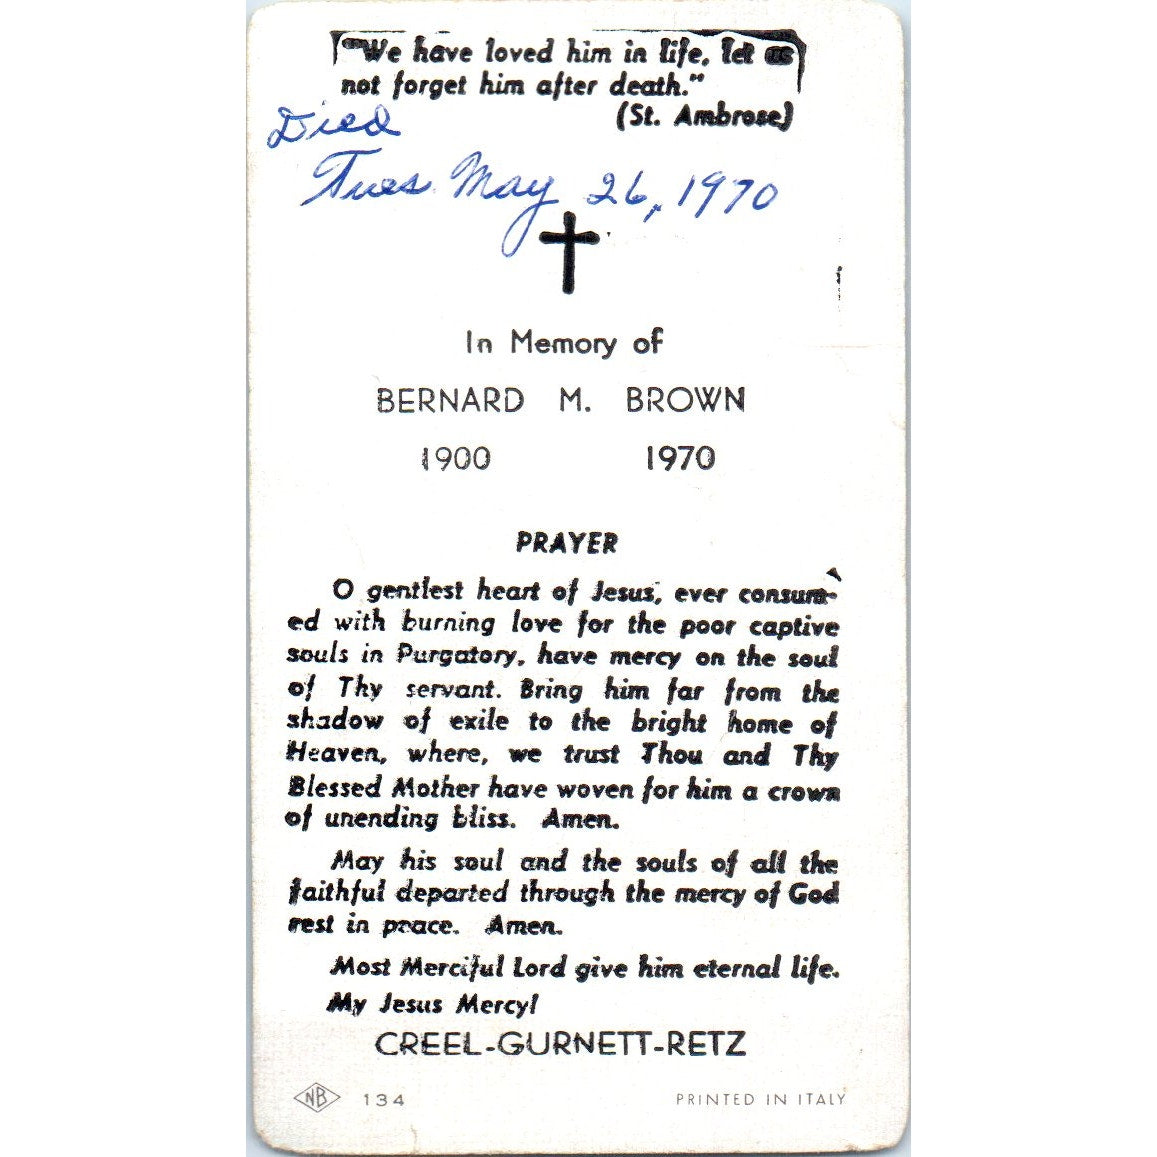 "We have loved him in life, let us
not forget him after death."
(St. Ambrose)
Died
Tues May 26, 1970
In Memory of
BERNARD M. BROWN
1900 1970
PRAYER
O gentlest heart of Jesus, ever consum-
ed with burning love for the poor captive
souls in Purgatory, have mercy on the soul
of Thy servant. Bring him far from the
shadow of exile to the bright home of
Heaven, where, we trust Thou and Thy
Blessed Mother have woven for him a crown
of unending bliss. Amen.
May his soul and the souls of all the
faithful departed through the mercy of God
rest in peace. Amen.
Most Merciful Lord give him eternal life.
My Jesus Mercy!
CREEL-GURNETT-RETZ
NB 134 PRINTED IN ITALY